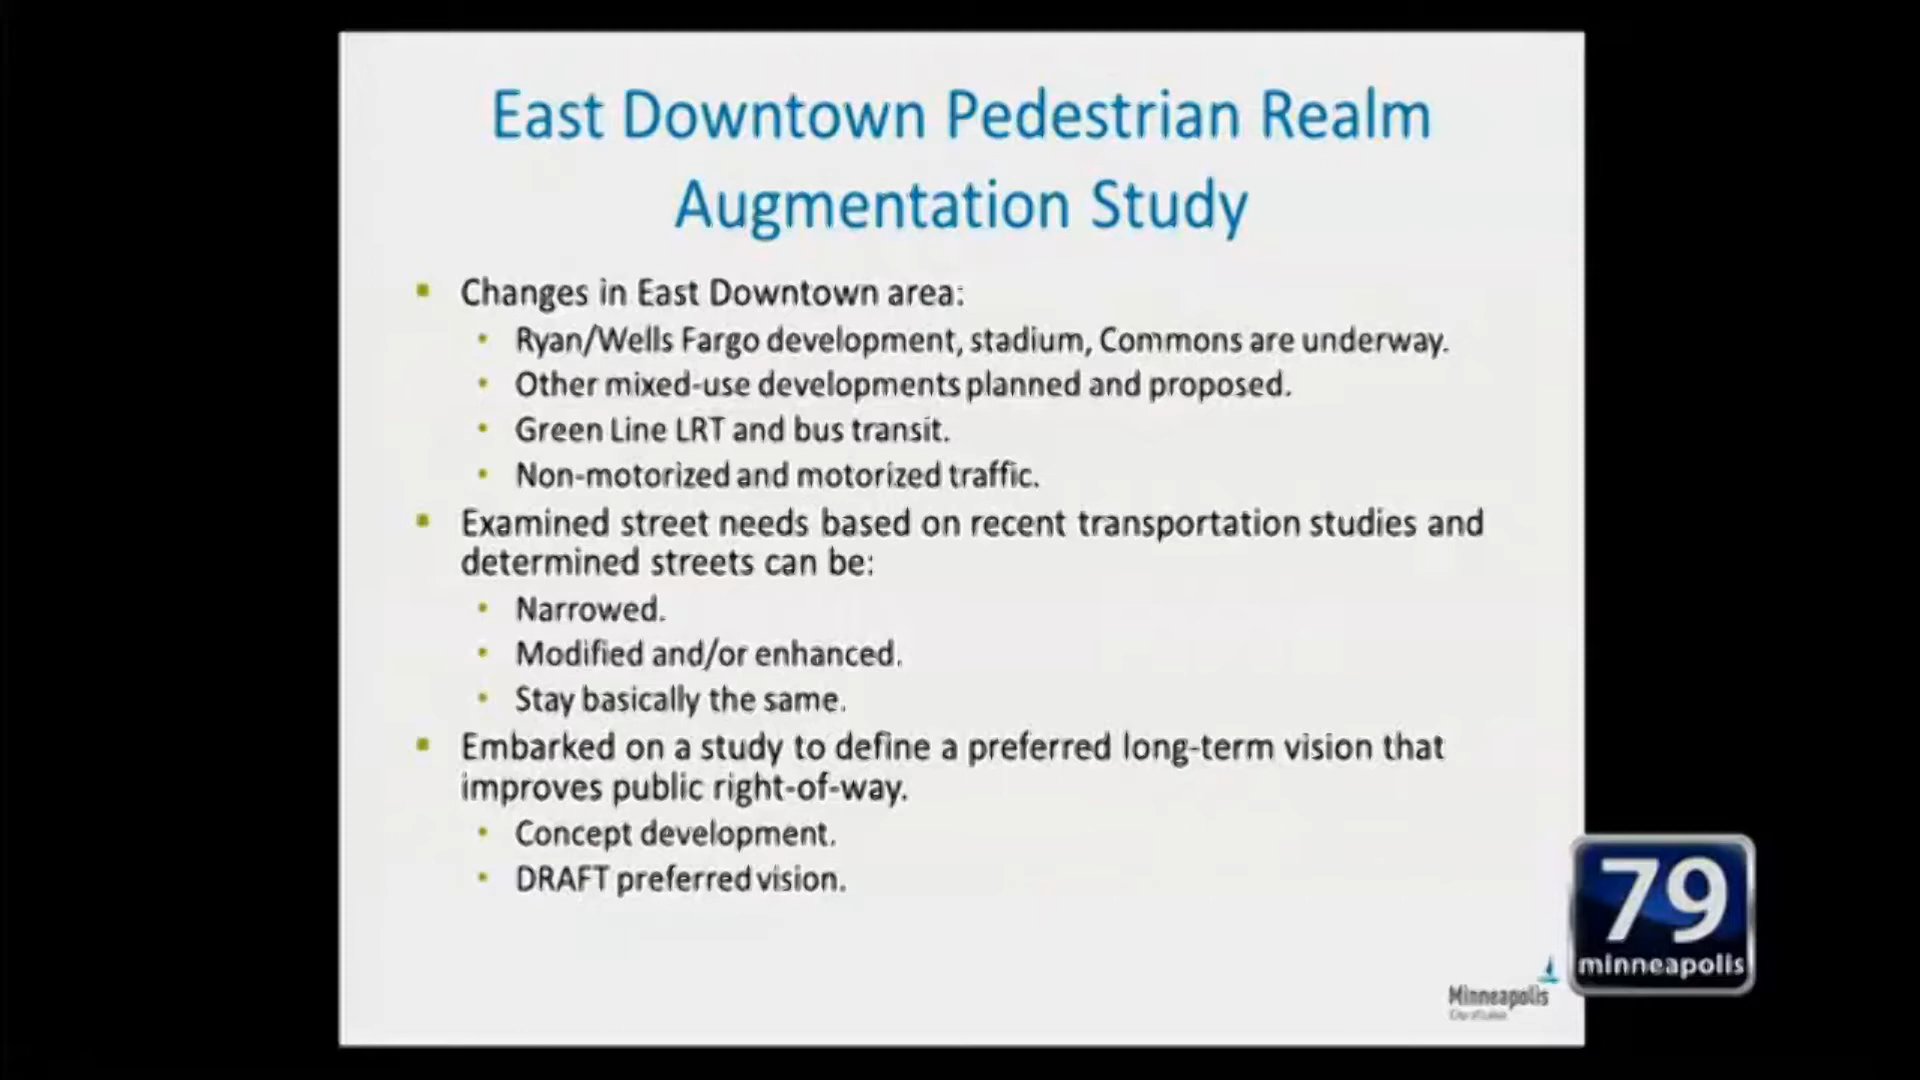 East Downtown Pedestrian Realm
Augmentation Study
Changes in East Downtown area:
Ryan/Wells Fargo development, stadium, Commons are underway.
Other mixed-use developments planned and proposed.
Green Line LRT and bus transit.
Non-motorized and motorized traffic.
Examined street needs based on recent transportation studies and
determined streets can be:
Narrowed.
Modified and/or enhanced.
Stay basically the same.
Embarked on a study to define a preferred long-term vision that
improves public right-of-way.
Concept development.
DRAFT preferred vision.
79
minneapolis
Minneapolis
City of Lakes